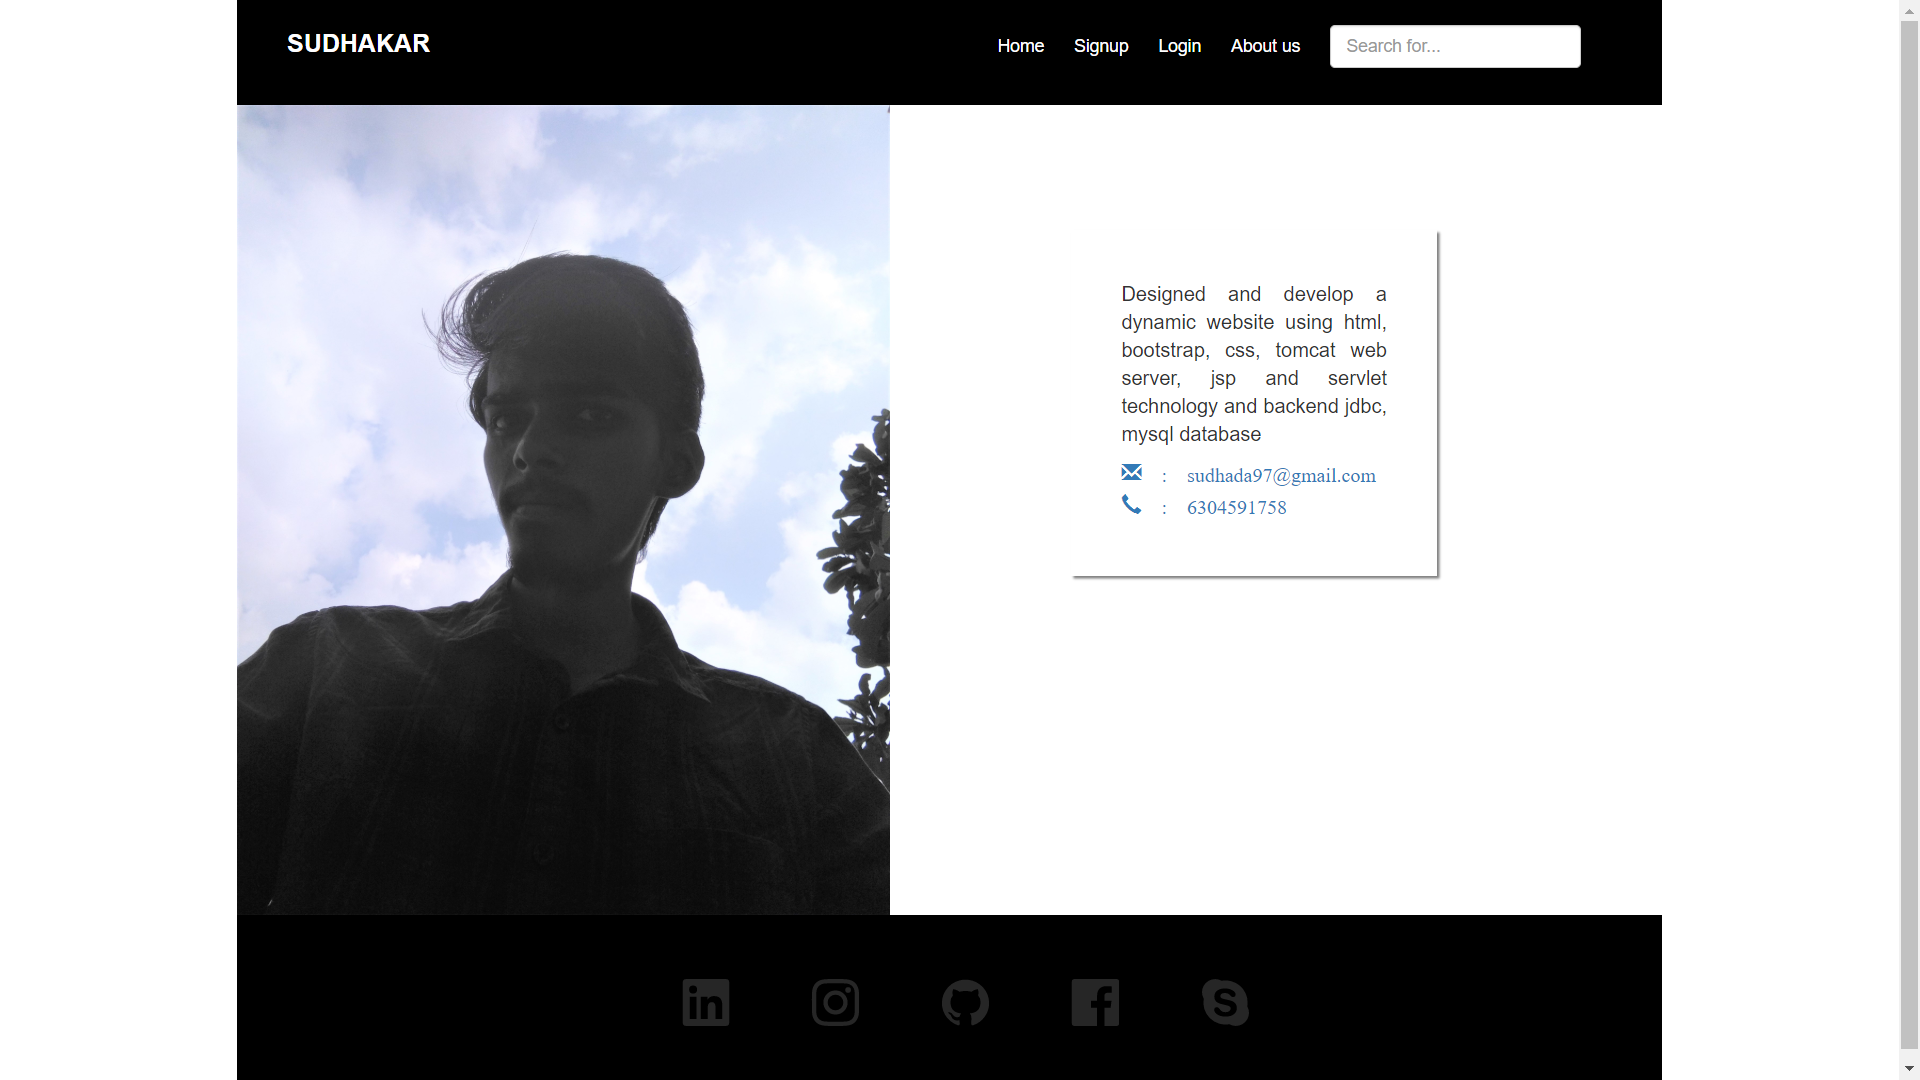 SUDHAKAR
Home Signup Login About us Search for...
Designed and develop a
dynamic website using html,
bootstrap, css, tomcat web
server, jsp and servlet
technology and backend jdbc,
mysql database
: sudhada97@gmail.com
: 6304591758